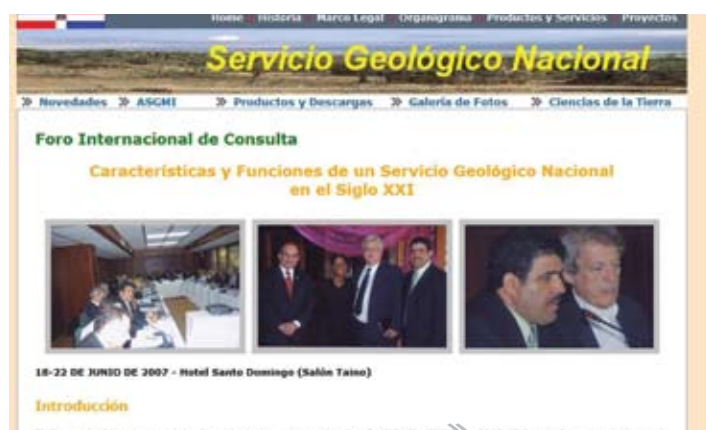 Home Historia Marco Legal Organigrama Productos y Servicios Proyectos
Servicio Geológico Nacional
» Novedades » ASGMI » Productos y Descargas » Galería de Fotos » Ciencias de la Tierra
Foro Internacional de Consulta
Características y Funciones de un Servicio Geológico Nacional
en el Siglo XXI
18-22 DE JUNIO DE 2007 - Hotel Santo Domingo (Salón Taino)
Introducción